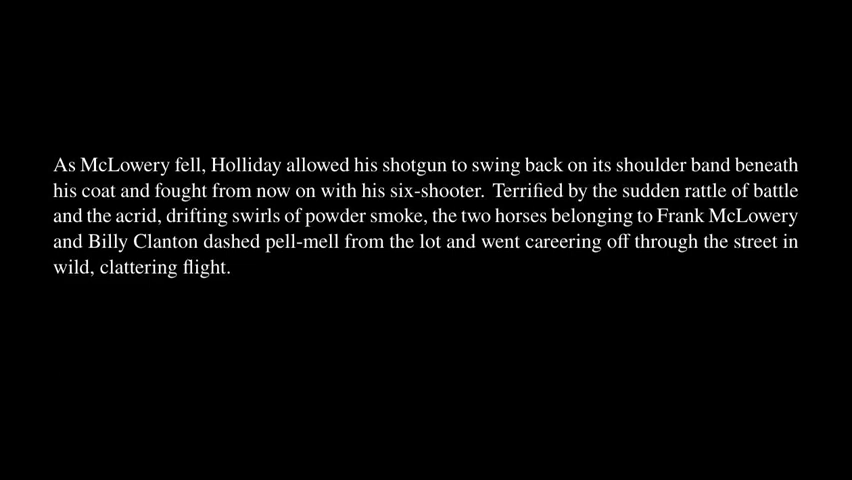 As McLowery fell, Holliday allowed his shotgun to swing back on its shoulder band beneath
his coat and fought from now on with his six-shooter. Terrified by the sudden rattle of battle
and the acrid, drifting swirls of powder smoke, the two horses belonging to Frank McLowery
and Billy Clanton dashed pell-mell from the lot and went careering off through the street in
wild, clattering flight.